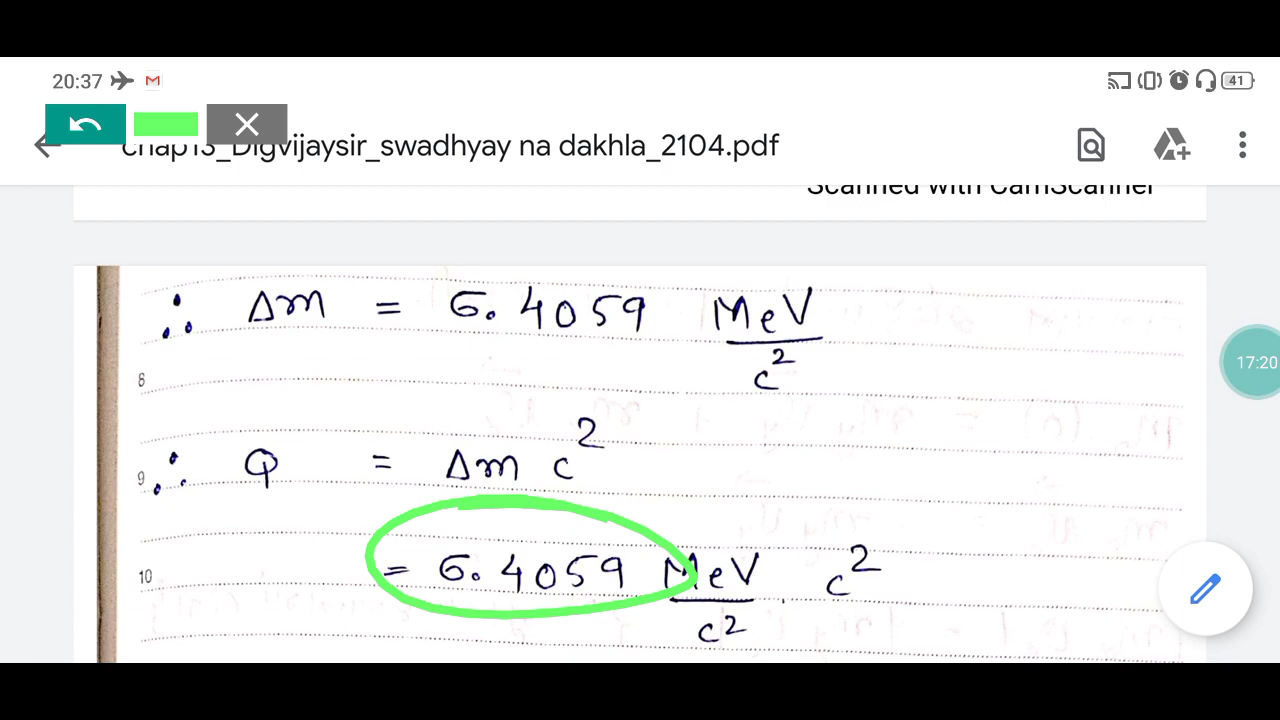 20:37
41
chap13_Digvijaysir_swadhyay na dakhla_2104.pdf
Scanned with CamScanner
∴ Δm = 6.4059 MeV/c²
17:20
8
9 ∴ Q = Δm c²
10 = 6.4059 MeV/c² · c²